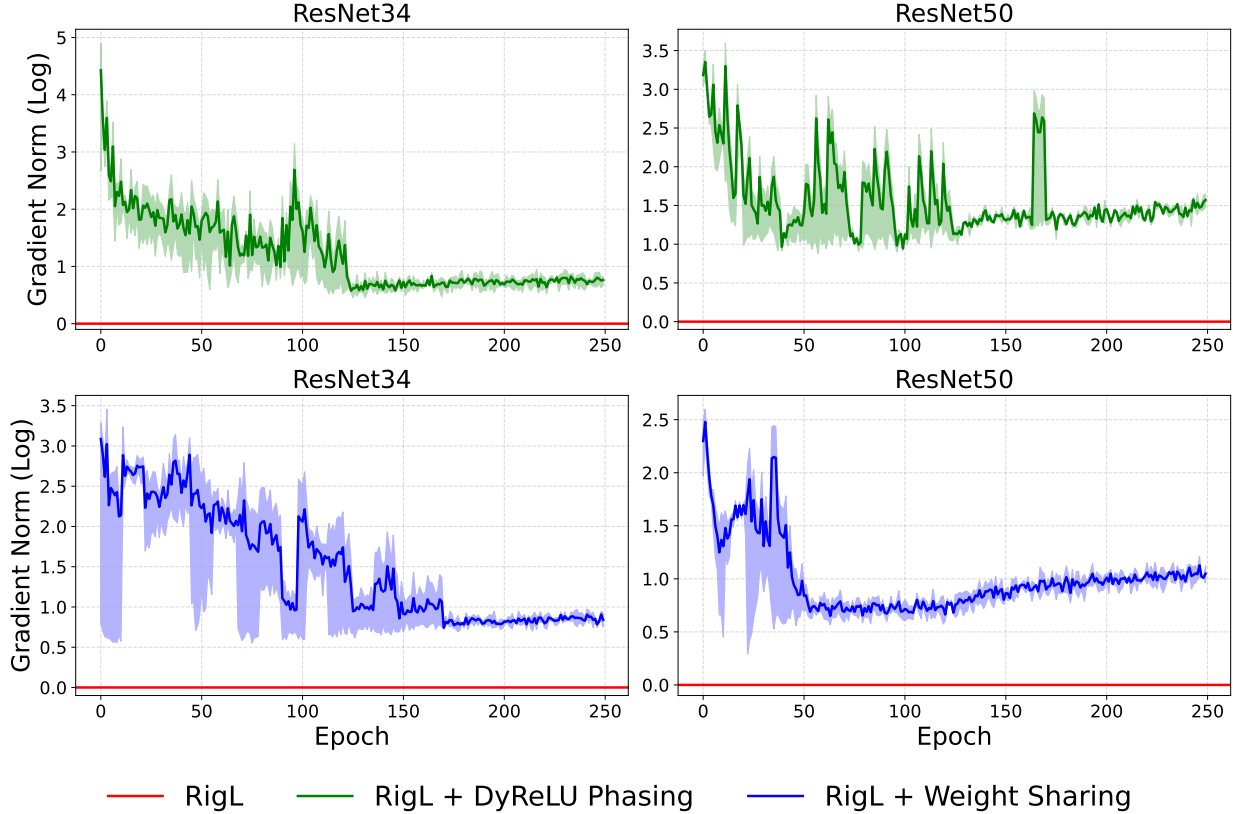 ResNet34
ResNet50
Gradient Norm (Log)
5
4
3
2
1
0
3.5
3.0
2.5
2.0
1.5
1.0
0.5
0.0
0 50 100 150 200 250
0 50 100 150 200 250
ResNet34
ResNet50
Gradient Norm (Log)
3.5
3.0
2.5
2.0
1.5
1.0
0.5
0.0
2.5
2.0
1.5
1.0
0.5
0.0
0 50 100 150 200 250
0 50 100 150 200 250
Epoch
Epoch
RigL
RigL + DyReLU Phasing
RigL + Weight Sharing